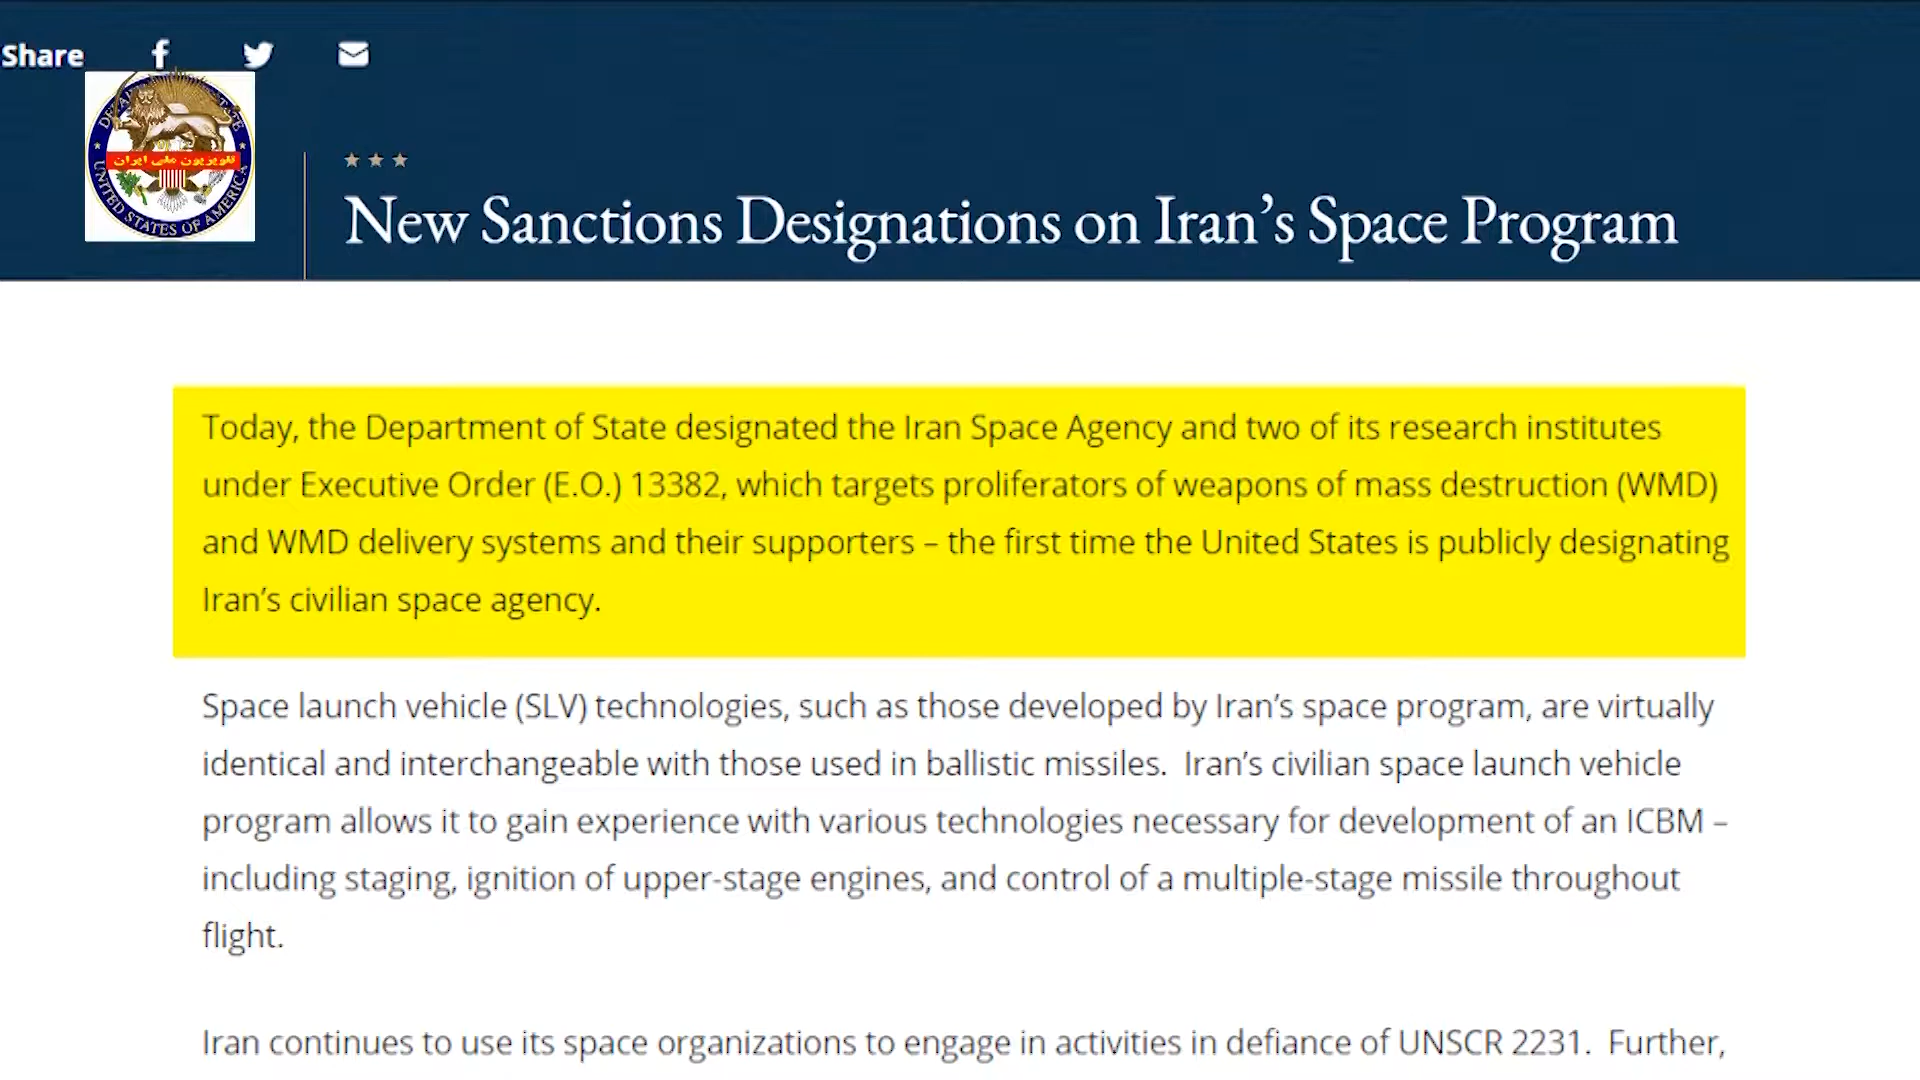 Share
تلویزیون ملی ایران
UNITED STATES OF AMERICA
New Sanctions Designations on Iran’s Space Program
Today, the Department of State designated the Iran Space Agency and two of its research institutes
under Executive Order (E.O.) 13382, which targets proliferators of weapons of mass destruction (WMD)
and WMD delivery systems and their supporters – the first time the United States is publicly designating
Iran’s civilian space agency.
Space launch vehicle (SLV) technologies, such as those developed by Iran’s space program, are virtually
identical and interchangeable with those used in ballistic missiles.  Iran’s civilian space launch vehicle
program allows it to gain experience with various technologies necessary for development of an ICBM –
including staging, ignition of upper-stage engines, and control of a multiple-stage missile throughout
flight.
Iran continues to use its space organizations to engage in activities in defiance of UNSCR 2231.  Further,